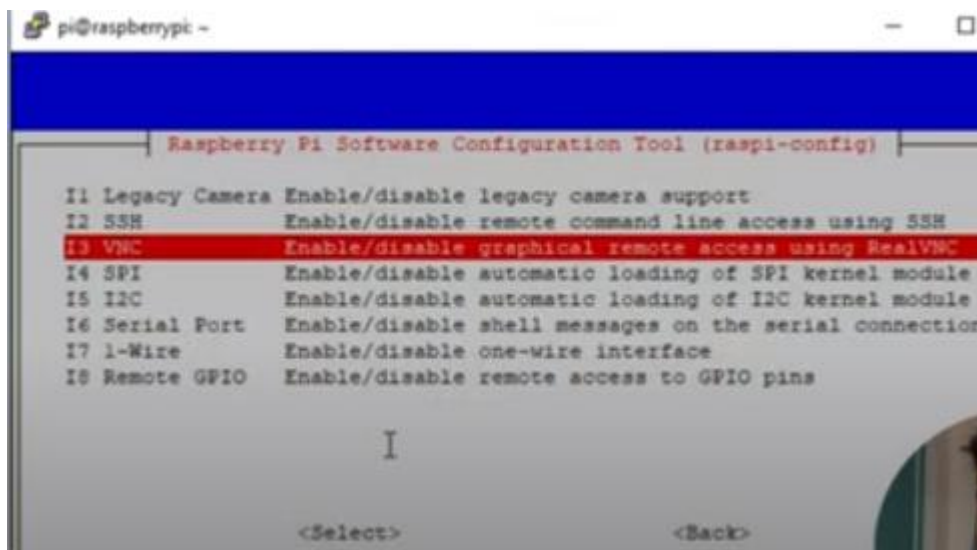 pi@raspberrypi: ~
Raspberry Pi Software Configuration Tool (raspi-config)
I1 Legacy Camera Enable/disable legacy camera support
I2 SSH Enable/disable remote command line access using SSH
I3 VNC Enable/disable graphical remote access using RealVNC
I4 SPI Enable/disable automatic loading of SPI kernel module
I5 I2C Enable/disable automatic loading of I2C kernel module
I6 Serial Port Enable/disable shell messages on the serial connection
I7 1-Wire Enable/disable one-wire interface
I8 Remote GPIO Enable/disable remote access to GPIO pins
<Select> <Back>